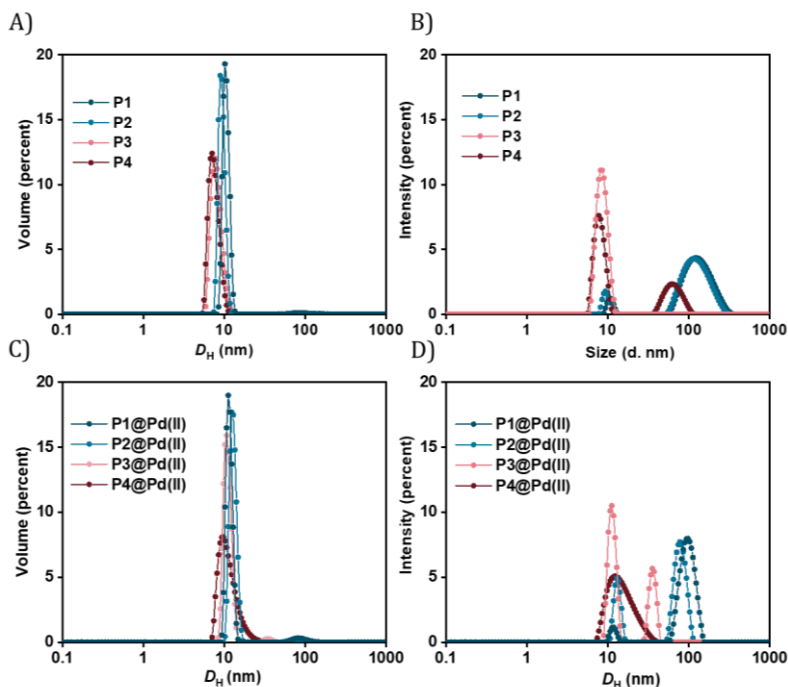 A)
20
15
10
5
0
Volume (percent)
P1
P2
P3
P4
0.1 1 10 100 1000
D_H (nm)
B)
20
15
10
5
0
Intensity (percent)
P1
P2
P3
P4
0.1 1 10 100 1000
Size (d. nm)
C)
20
15
10
5
0
Volume (percent)
P1@Pd(II)
P2@Pd(II)
P3@Pd(II)
P4@Pd(II)
0.1 1 10 100 1000
D_H (nm)
D)
20
15
10
5
0
Intensity (percent)
P1@Pd(II)
P2@Pd(II)
P3@Pd(II)
P4@Pd(II)
0.1 1 10 100 1000
D_H (nm)